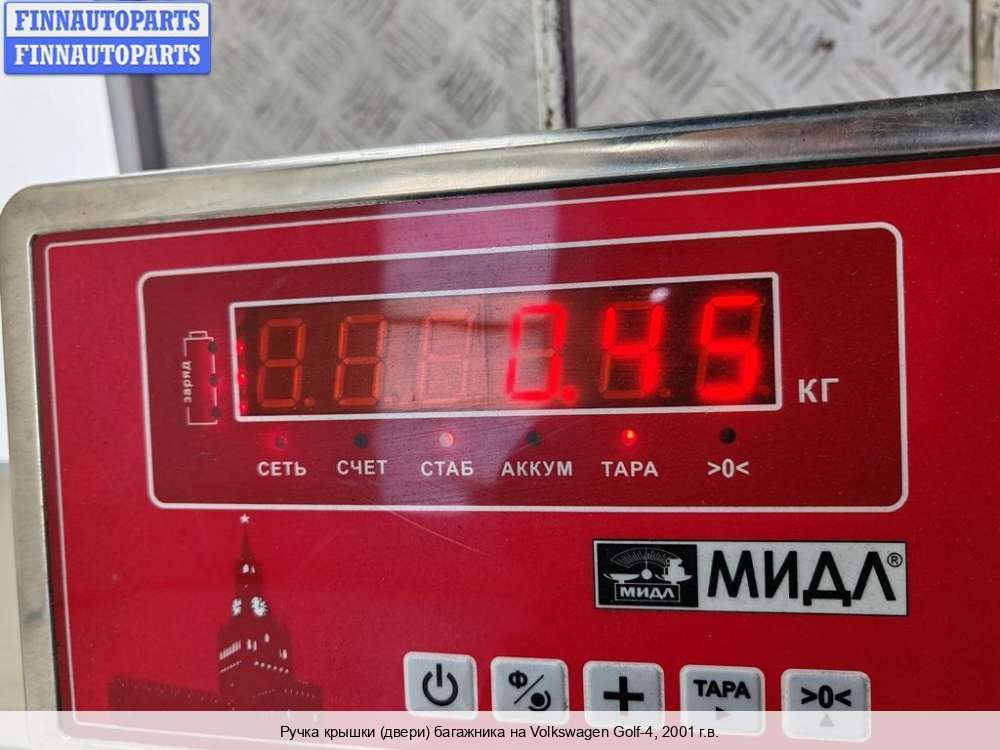 FINNAUTOPARTS
FINNAUTOPARTS
заряд
0.45
КГ
СЕТЬ СЧЕТ СТАБ АККУМ ТАРА >0<
МИДЛ МИДЛ®
Ф/ + ТАРА >0<
Ручка крышки (двери) багажника на Volkswagen Golf-4, 2001 г.в.